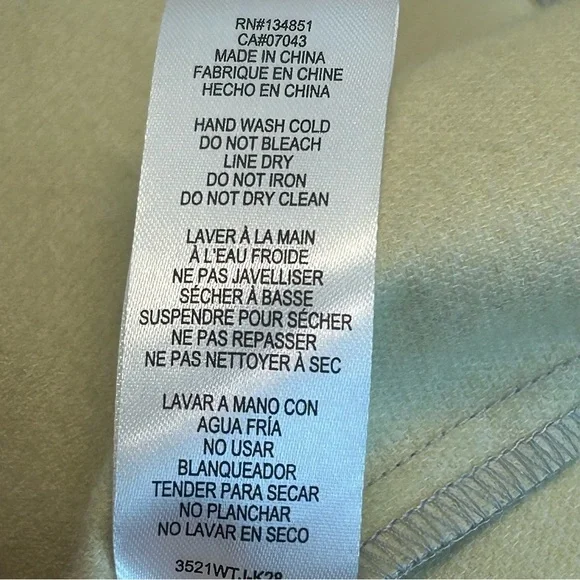 RN#134851
CA#07043
MADE IN CHINA
FABRIQUE EN CHINE
HECHO EN CHINA
HAND WASH COLD
DO NOT BLEACH
LINE DRY
DO NOT IRON
DO NOT DRY CLEAN
LAVER À LA MAIN
À L'EAU FROIDE
NE PAS JAVELLISER
SÉCHER À BASSE
SUSPENDRE POUR SÉCHER
NE PAS REPASSER
NE PAS NETTOYER À SEC
LAVAR A MANO CON
AGUA FRÍA
NO USAR
BLANQUEADOR
TENDER PARA SECAR
NO PLANCHAR
NO LAVAR EN SECO